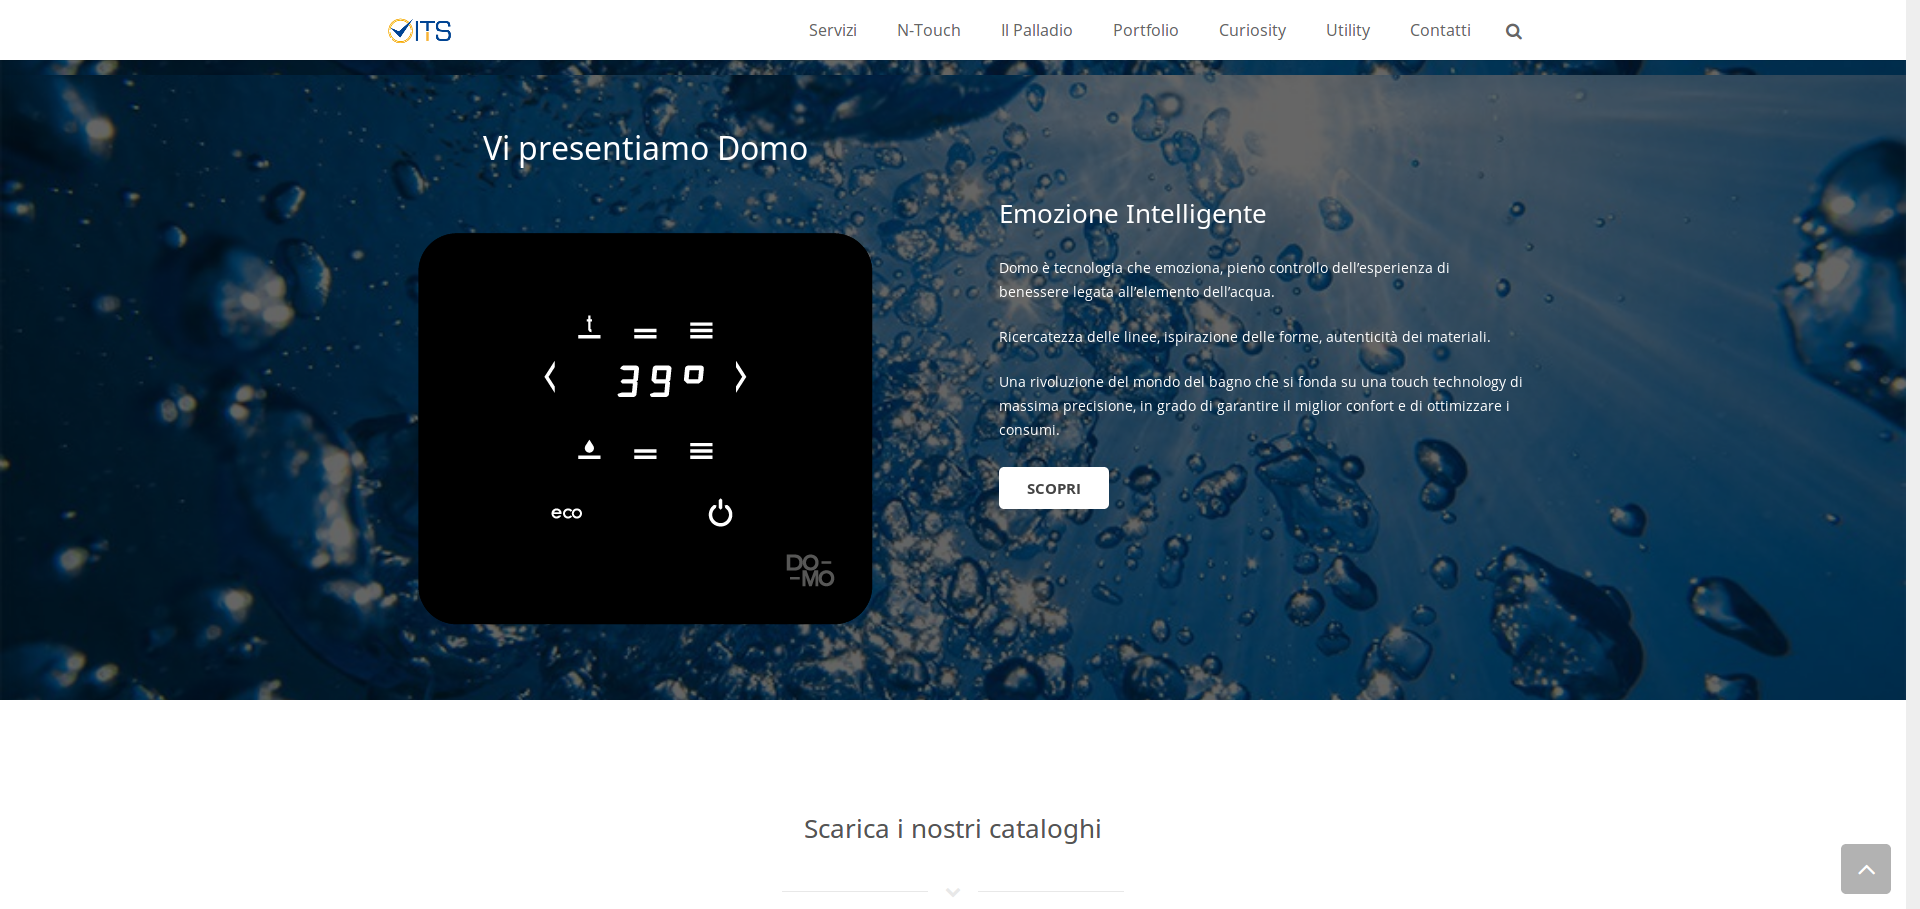 ITS
Servizi
N-Touch
Il Palladio
Portfolio
Curiosity
Utility
Contatti
Vi presentiamo Domo
t
39°
eco
DO-
-MO
Emozione Intelligente
Domo è tecnologia che emoziona, pieno controllo dell’esperienza di
benessere legata all’elemento dell’acqua.
Ricercatezza delle linee, ispirazione delle forme, autenticità dei materiali.
Una rivoluzione del mondo del bagno che si fonda su una touch technology di
massima precisione, in grado di garantire il miglior confort e di ottimizzare i
consumi.
SCOPRI
Scarica i nostri cataloghi